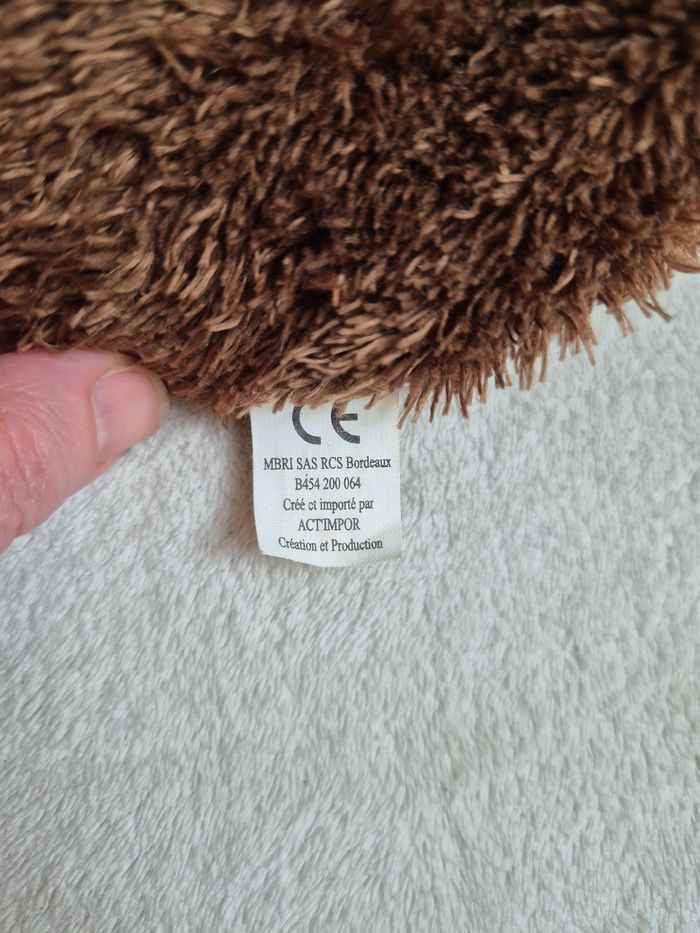 CE
MBRI SAS RCS Bordeaux
B454 200 064
Créé et importé par
ACT'IMPOR
Création et Production